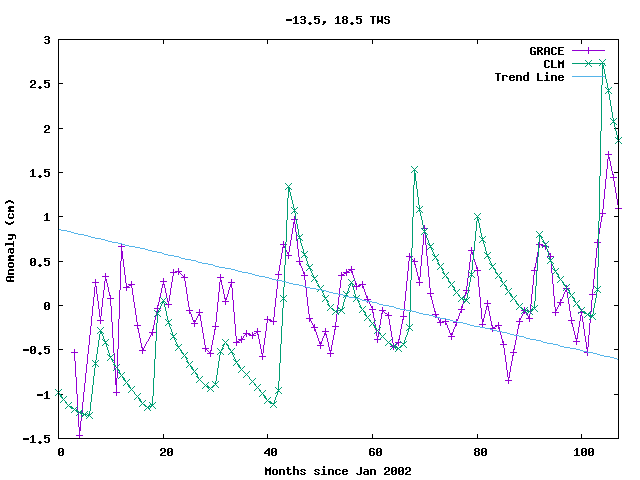 -13.5, 18.5 TWS
GRACE
CLM
Trend Line
3
2.5
2
1.5
1
0.5
0
-0.5
-1
-1.5
Anomaly (cm)
0 20 40 60 80 100
Months since Jan 2002